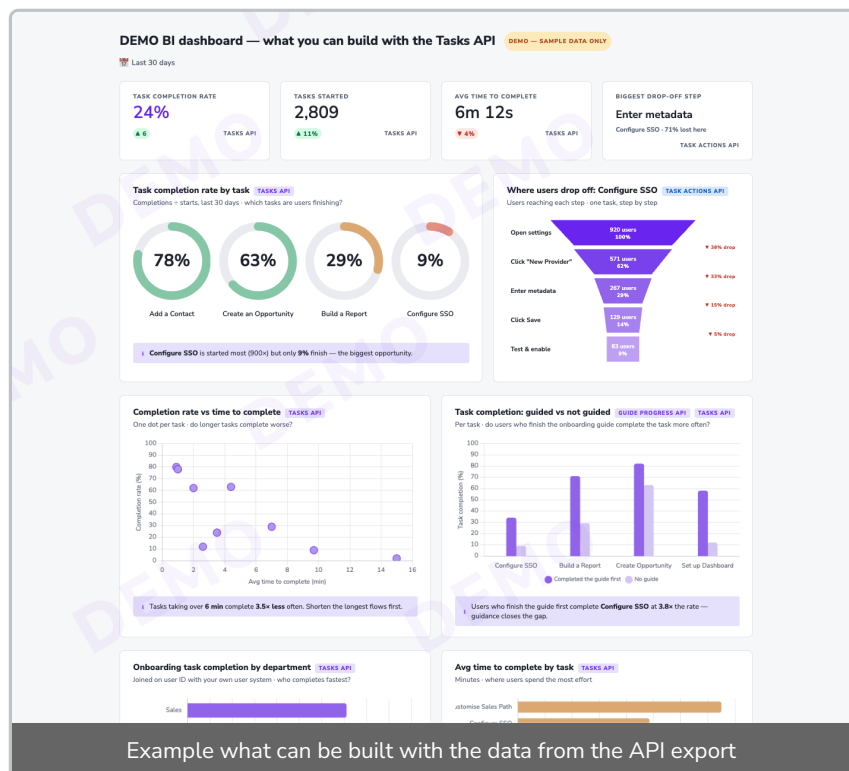 DEMO BI dashboard — what you can build with the Tasks API DEMO — SAMPLE DATA ONLY
Last 30 days
TASK COMPLETION RATE
24%
▲ 6 TASKS API
TASKS STARTED
2,809
▲ 11% TASKS API
AVG TIME TO COMPLETE
6m 12s
▼ 4% TASKS API
BIGGEST DROP-OFF STEP
Enter metadata
Configure SSO · 71% lost here
TASK ACTIONS API
Task completion rate by task TASKS API
Completions ÷ starts, last 30 days · which tasks are users finishing?
78% 63% 29% 9%
Add a Contact Create an Opportunity Build a Report Configure SSO
i Configure SSO is started most (900×) but only 9% finish — the biggest opportunity.
Where users drop off: Configure SSO TASK ACTIONS API
Users reaching each step · one task, step by step
Open settings 920 users
100%
▼ 38% drop
Click "New Provider" 571 users
62%
▼ 33% drop
Enter metadata 267 users
29%
▼ 15% drop
Click Save 129 users
14%
▼ 5% drop
Test & enable 83 users
9%
Completion rate vs time to complete TASKS API
One dot per task · do longer tasks complete worse?
Completion rate (%)
100
90
80
70
60
50
40
30
20
10
0
0 2 4 6 8 10 12 14 16
Avg time to complete (min)
i Tasks taking over 6 min complete 3.5× less often. Shorten the longest flows first.
Task completion: guided vs not guided GUIDE PROGRESS API TASKS API
Per task · do users who finish the onboarding guide complete the task more often?
Task completion (%)
100
90
80
70
60
50
40
30
20
10
0
Configure SSO Build a Report Create Opportunity Set up Dashboard
Completed the guide first No guide
i Users who finish the guide first complete Configure SSO at 3.8× the rate —
guidance closes the gap.
Onboarding task completion by department TASKS API
Joined on user ID with your own user system · who completes fastest?
Sales
Avg time to complete by task TASKS API
Minutes · where users spend the most effort
ustomise Sales Path
Configure SSO
Example what can be built with the data from the API export
DEMO
DEMO
DEMO
DEMO
DEMO
DEMO
DEMO